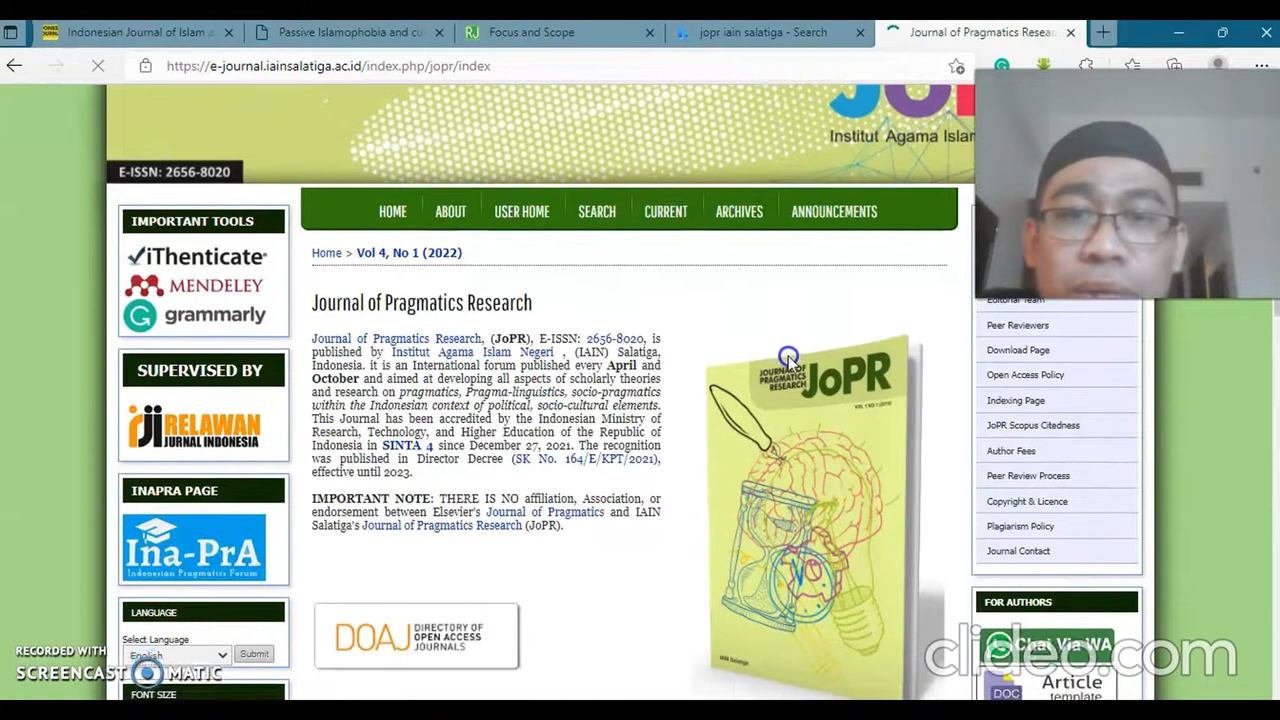 Indonesian Journal of Islam a
Passive Islamophobia and cul
RJI
Focus and Scope
jopr iain salatiga - Search
Journal of Pragmatics Resear
https://e-journal.iainsalatiga.ac.id/index.php/jopr/index
Institut Agama Islam
E-ISSN: 2656-8020
HOME
ABOUT
USER HOME
SEARCH
CURRENT
ARCHIVES
ANNOUNCEMENTS
IMPORTANT TOOLS
iThenticate®
MENDELEY
grammarly
SUPERVISED BY
RELAWAN
JURNAL INDONESIA
INAPRA PAGE
Ina-PrA
Indonesian Pragmatics Forum
LANGUAGE
Select Language
English
Submit
FONT SIZE
Home > Vol 4, No 1 (2022)
Journal of Pragmatics Research
Journal of Pragmatics Research, (JoPR), E-ISSN: 2656-8020, is
published by Institut Agama Islam Negeri , (IAIN) Salatiga,
Indonesia. it is an International forum published every April and
October and aimed at developing all aspects of scholarly theories
and research on pragmatics, Pragma-linguistics, socio-pragmatics
within the Indonesian context of political, socio-cultural elements.
This Journal has been accredited by the Indonesian Ministry of
Research, Technology, and Higher Education of the Republic of
Indonesia in SINTA 4 since December 27, 2021. The recognition
was published in Director Decree (SK No. 164/E/KPT/2021),
effective until 2023.
IMPORTANT NOTE: THERE IS NO affiliation, Association, or
endorsement between Elsevier's Journal of Pragmatics and IAIN
Salatiga's Journal of Pragmatics Research (JoPR).
DOAJ
DIRECTORY OF
OPEN ACCESS
JOURNALS
JOURNAL OF
PRAGMATICS
RESEARCH
JoPR
VOL 1 NO 1 (2019)
IAIN Salatiga
Editorial Team
Peer Reviewers
Download Page
Open Access Policy
Indexing Page
JoPR Scopus Citedness
Author Fees
Peer Review Process
Copyright & Licence
Plagiarism Policy
Journal Contact
FOR AUTHORS
Chat Via WA
Article
template
DOC
RECORDED WITH
SCREENCAST MATIC
clideo.com